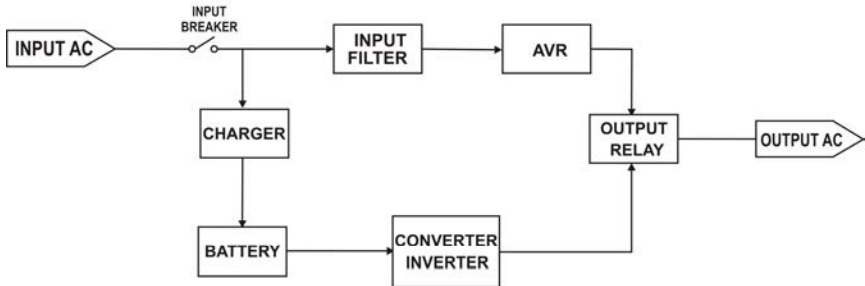 INPUT
BREAKER
INPUT AC
INPUT
FILTER
AVR
CHARGER
OUTPUT
RELAY
OUTPUT AC
BATTERY
CONVERTER
INVERTER